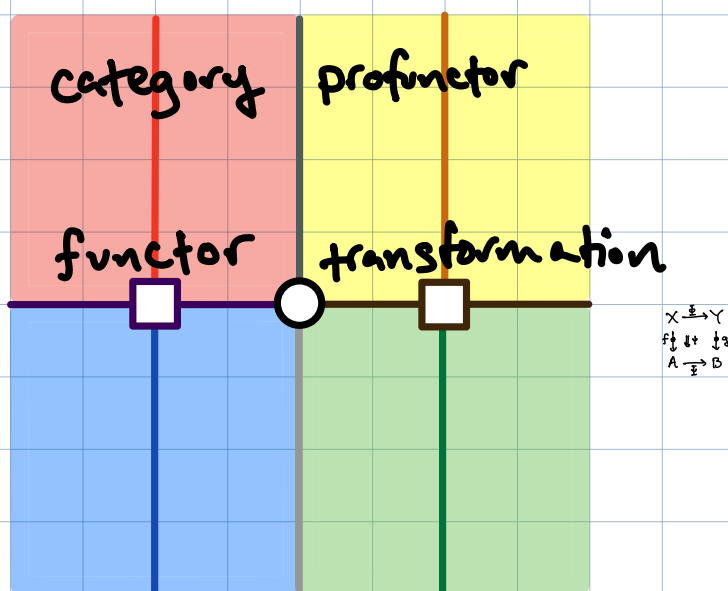 category profunctor
functor transformation
X Φ Y
A Ψ B